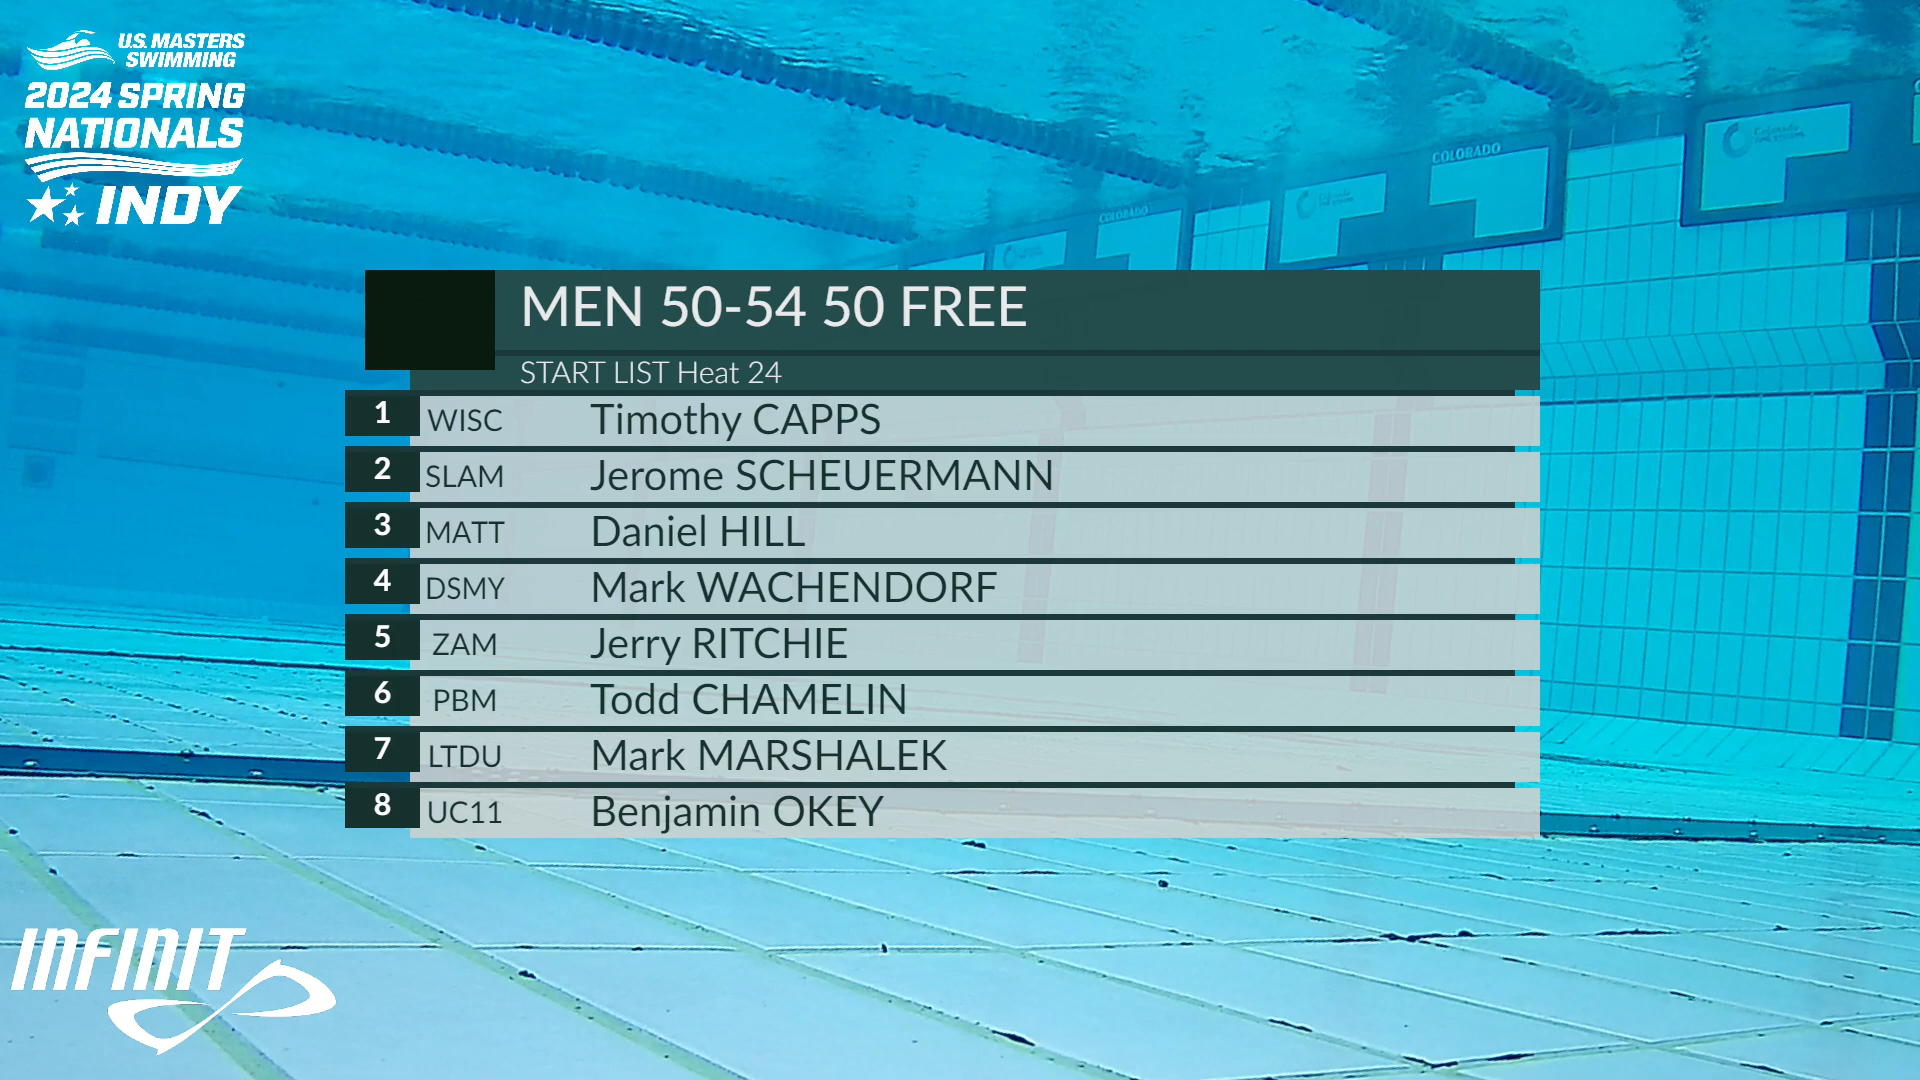 U.S. MASTERS
SWIMMING
2024 SPRING
NATIONALS
INDY
COLORADO
COLORADO
MEN 50-54 50 FREE
START LIST Heat 24
1 WISC Timothy CAPPS
2 SLAM Jerome SCHEUERMANN
3 MATT Daniel HILL
4 DSMY Mark WACHENDORF
5 ZAM Jerry RITCHIE
6 PBM Todd CHAMELIN
7 LTDU Mark MARSHALEK
8 UC11 Benjamin OKEY
INFINIT